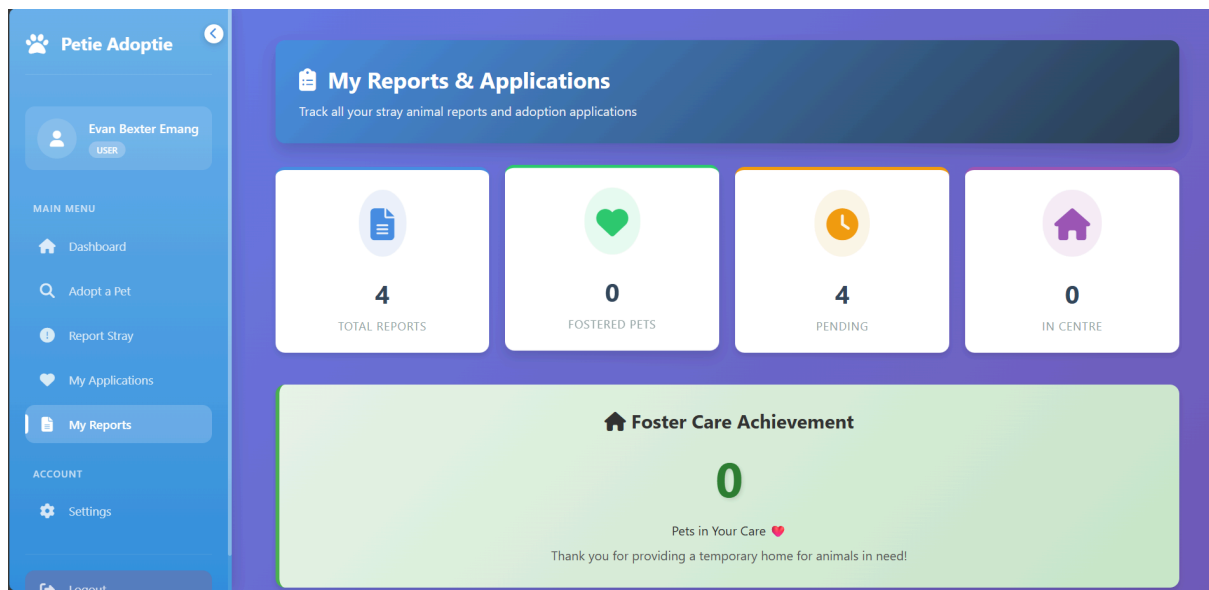 Petie Adoptie
Evan Bexter Emang
USER
MAIN MENU
Dashboard
Adopt a Pet
Report Stray
My Applications
My Reports
ACCOUNT
Settings
Logout
My Reports & Applications
Track all your stray animal reports and adoption applications
4
TOTAL REPORTS
0
FOSTERED PETS
4
PENDING
0
IN CENTRE
Foster Care Achievement
0
Pets in Your Care
Thank you for providing a temporary home for animals in need!